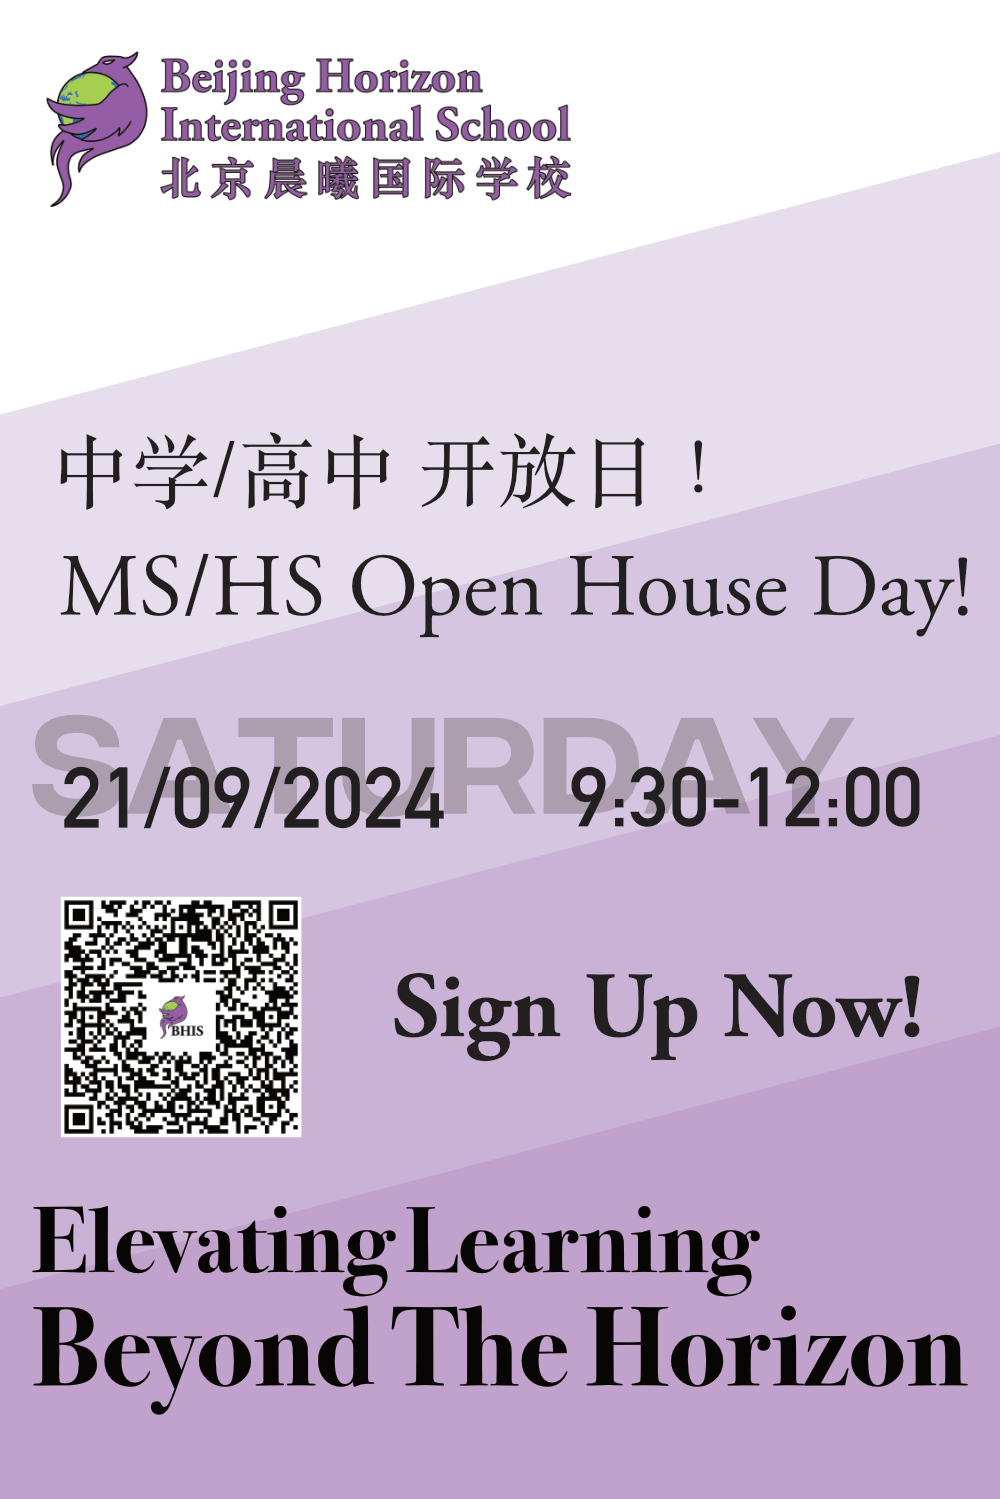 Beijing Horizon
International School
北京晨曦国际学校
中学/高中 开放日！
MS/HS Open House Day!
SATURDAY
21/09/2024 9:30-12:00
BHIS
Sign Up Now!
Elevating Learning
Beyond The Horizon